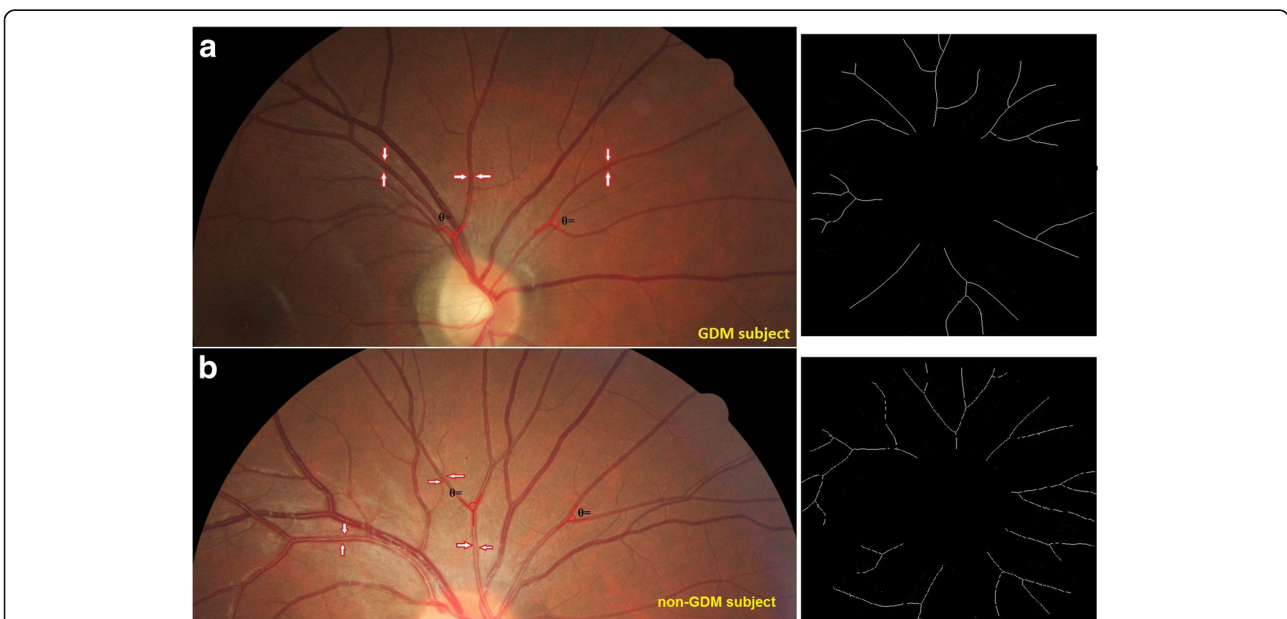 a
θ=
θ=
GDM subject
b
θ=
θ=
non-GDM subject